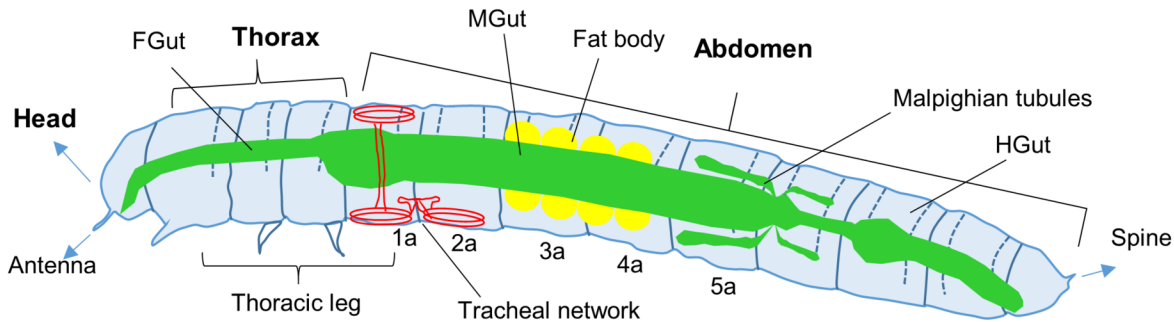 MGut
Thorax
FGut
Fat body
Abdomen
Malpighian tubules
Head
HGut
1a
2a
3a
4a
5a
Antenna
Spine
Thoracic leg
Tracheal network